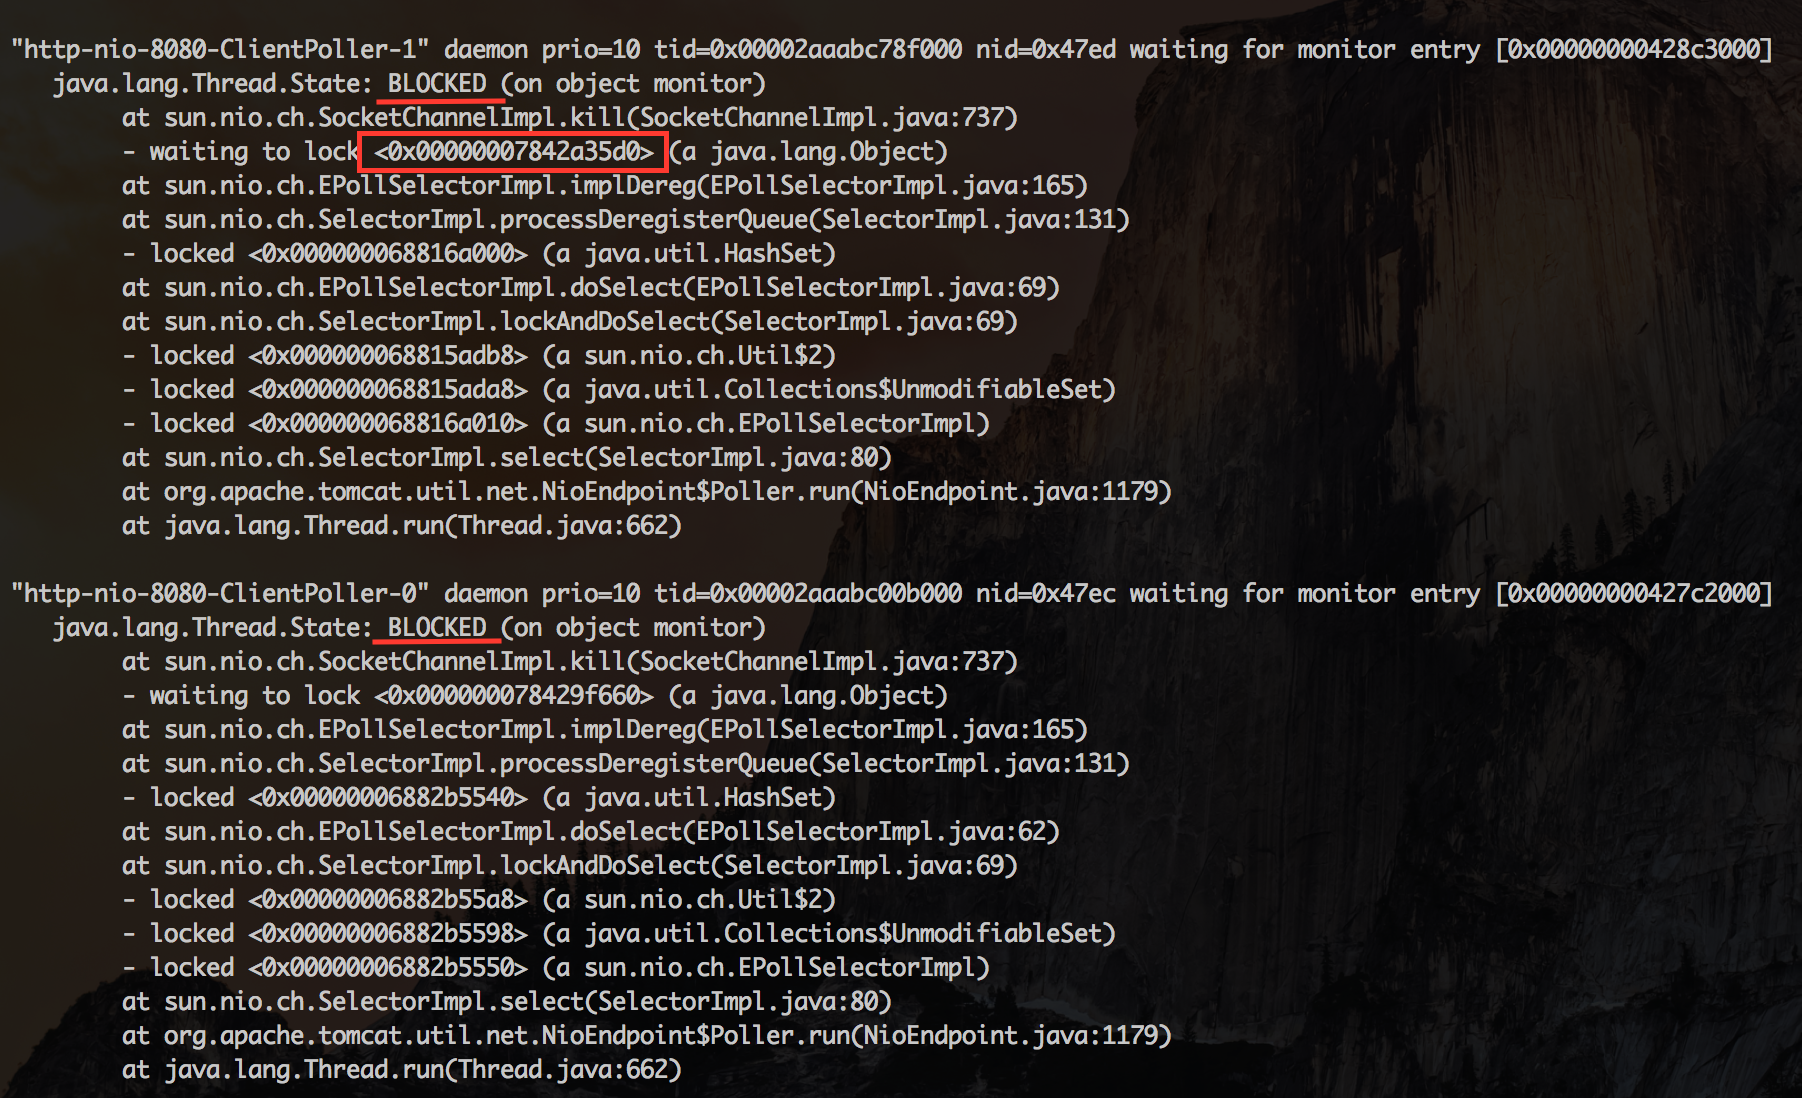 "http-nio-8080-ClientPoller-1" daemon prio=10 tid=0x00002aaabc78f000 nid=0x47ed waiting for monitor entry [0x00000000428c3000]
java.lang.Thread.State: BLOCKED (on object monitor)
at sun.nio.ch.SocketChannelImpl.kill(SocketChannelImpl.java:737)
- waiting to lock <0x00000007842a35d0> (a java.lang.Object)
at sun.nio.ch.EPollSelectorImpl.implDereg(EPollSelectorImpl.java:165)
at sun.nio.ch.SelectorImpl.processDeregisterQueue(SelectorImpl.java:131)
- locked <0x000000068816a000> (a java.util.HashSet)
at sun.nio.ch.EPollSelectorImpl.doSelect(EPollSelectorImpl.java:69)
at sun.nio.ch.SelectorImpl.lockAndDoSelect(SelectorImpl.java:69)
- locked <0x000000068815adb8> (a sun.nio.ch.Util$2)
- locked <0x000000068815ada8> (a java.util.Collections$UnmodifiableSet)
- locked <0x000000068816a010> (a sun.nio.ch.EPollSelectorImpl)
at sun.nio.ch.SelectorImpl.select(SelectorImpl.java:80)
at org.apache.tomcat.util.net.NioEndpoint$Poller.run(NioEndpoint.java:1179)
at java.lang.Thread.run(Thread.java:662)
"http-nio-8080-ClientPoller-0" daemon prio=10 tid=0x00002aaabc00b000 nid=0x47ec waiting for monitor entry [0x00000000427c2000]
java.lang.Thread.State: BLOCKED (on object monitor)
at sun.nio.ch.SocketChannelImpl.kill(SocketChannelImpl.java:737)
- waiting to lock <0x000000078429f660> (a java.lang.Object)
at sun.nio.ch.EPollSelectorImpl.implDereg(EPollSelectorImpl.java:165)
at sun.nio.ch.SelectorImpl.processDeregisterQueue(SelectorImpl.java:131)
- locked <0x00000006882b5540> (a java.util.HashSet)
at sun.nio.ch.EPollSelectorImpl.doSelect(EPollSelectorImpl.java:62)
at sun.nio.ch.SelectorImpl.lockAndDoSelect(SelectorImpl.java:69)
- locked <0x00000006882b55a8> (a sun.nio.ch.Util$2)
- locked <0x00000006882b5598> (a java.util.Collections$UnmodifiableSet)
- locked <0x00000006882b5550> (a sun.nio.ch.EPollSelectorImpl)
at sun.nio.ch.SelectorImpl.select(SelectorImpl.java:80)
at org.apache.tomcat.util.net.NioEndpoint$Poller.run(NioEndpoint.java:1179)
at java.lang.Thread.run(Thread.java:662)